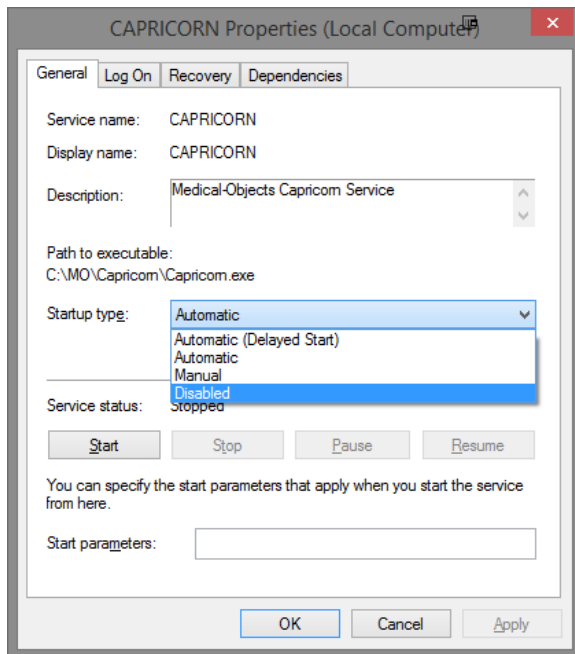 CAPRICORN Properties (Local Computer)
General Log On Recovery Dependencies
Service name: CAPRICORN
Display name: CAPRICORN
Description: Medical-Objects Capricorn Service
Path to executable:
C:\MO\Capricorn\Capricorn.exe
Startup type: Automatic
Automatic (Delayed Start)
Automatic
Manual
Disabled
Service status: Stopped
Start Stop Pause Resume
You can specify the start parameters that apply when you start the service
from here.
Start parameters:
OK Cancel Apply